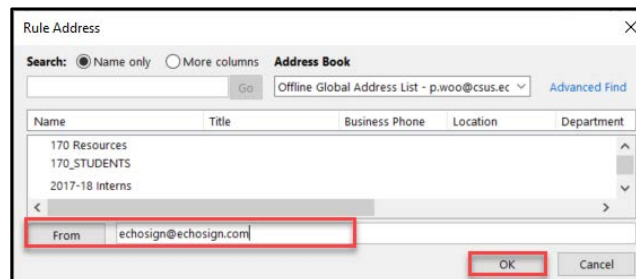 Rule Address
Search: Name only More columns Address Book
Go Offline Global Address List - p.woo@csus.ec Advanced Find
Name Title Business Phone Location Department
170 Resources
170_STUDENTS
2017-18 Interns
From echosign@echosign.com
OK Cancel